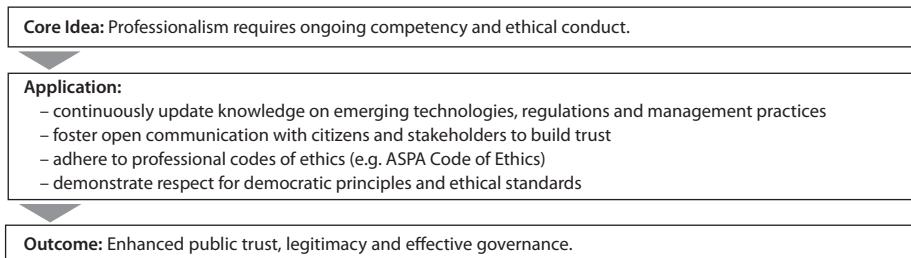 Core Idea: Professionalism requires ongoing competency and ethical conduct.
Application:
– continuously update knowledge on emerging technologies, regulations and management practices
– foster open communication with citizens and stakeholders to build trust
– adhere to professional codes of ethics (e.g. ASPA Code of Ethics)
– demonstrate respect for democratic principles and ethical standards
Outcome: Enhanced public trust, legitimacy and effective governance.